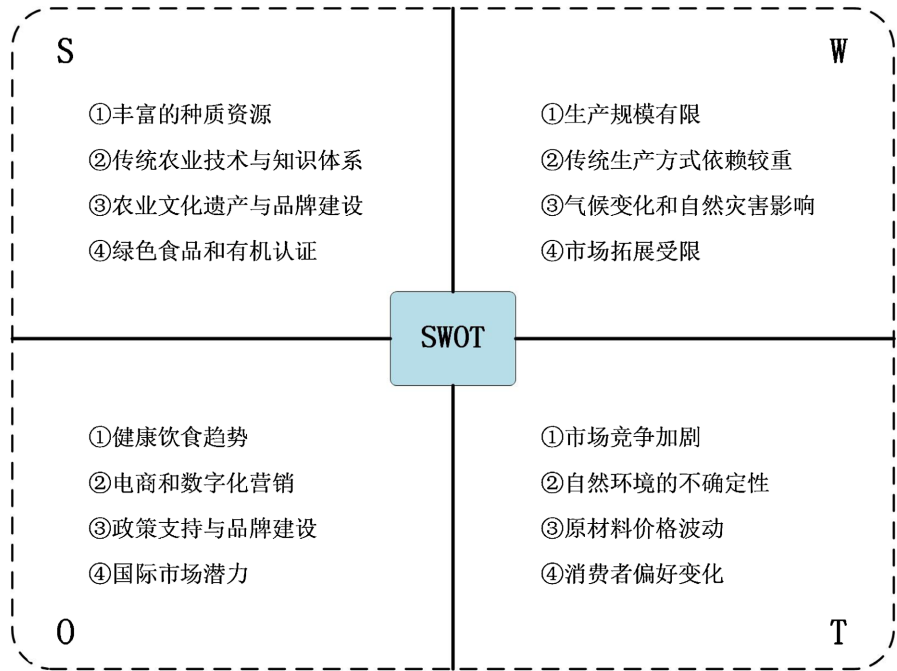 S
①丰富的种质资源
②传统农业技术与知识体系
③农业文化遗产与品牌建设
④绿色食品和有机认证
W
①生产规模有限
②传统生产方式依赖较重
③气候变化和自然灾害影响
④市场拓展受限
SWOT
①健康饮食趋势
②电商和数字化营销
③政策支持与品牌建设
④国际市场潜力
O
①市场竞争加剧
②自然环境的不确定性
③原材料价格波动
④消费者偏好变化
T